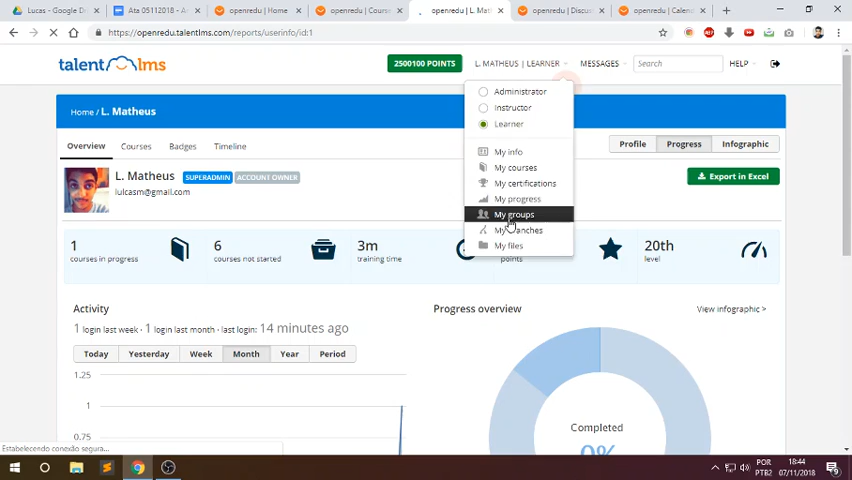 Lucas - Google D
Ata 05112018 - Goo
openredu | Home
openredu | Course
openredu | L. Mat
openredu | Discus
openredu | Calen
https://openredu.talentlms.com/reports/userinfo/id:1
talentlms
2500100 POINTS
L. MATHEUS | LEARNER
MESSAGES
Search
HELP
Administrator
Instructor
Learner
My info
My courses
My certifications
My progress
My groups
My branches
My files
Home / L. Matheus
Overview
Courses
Badges
Timeline
Profile
Progress
Infographic
L. Matheus
SUPERADMIN
ACCOUNT OWNER
lulcasm@gmail.com
Export in Excel
1
courses in progress
6
courses not started
3m
training time
points
20th
level
Activity
1 login last week · 1 login last month · last login: 14 minutes ago
Today
Yesterday
Week
Month
Year
Period
1.25
1
0.75
Progress overview
View infographic >
Completed
0%
Estabelecendo conexão segura...
POR
PTB2
18:44
07/11/2018